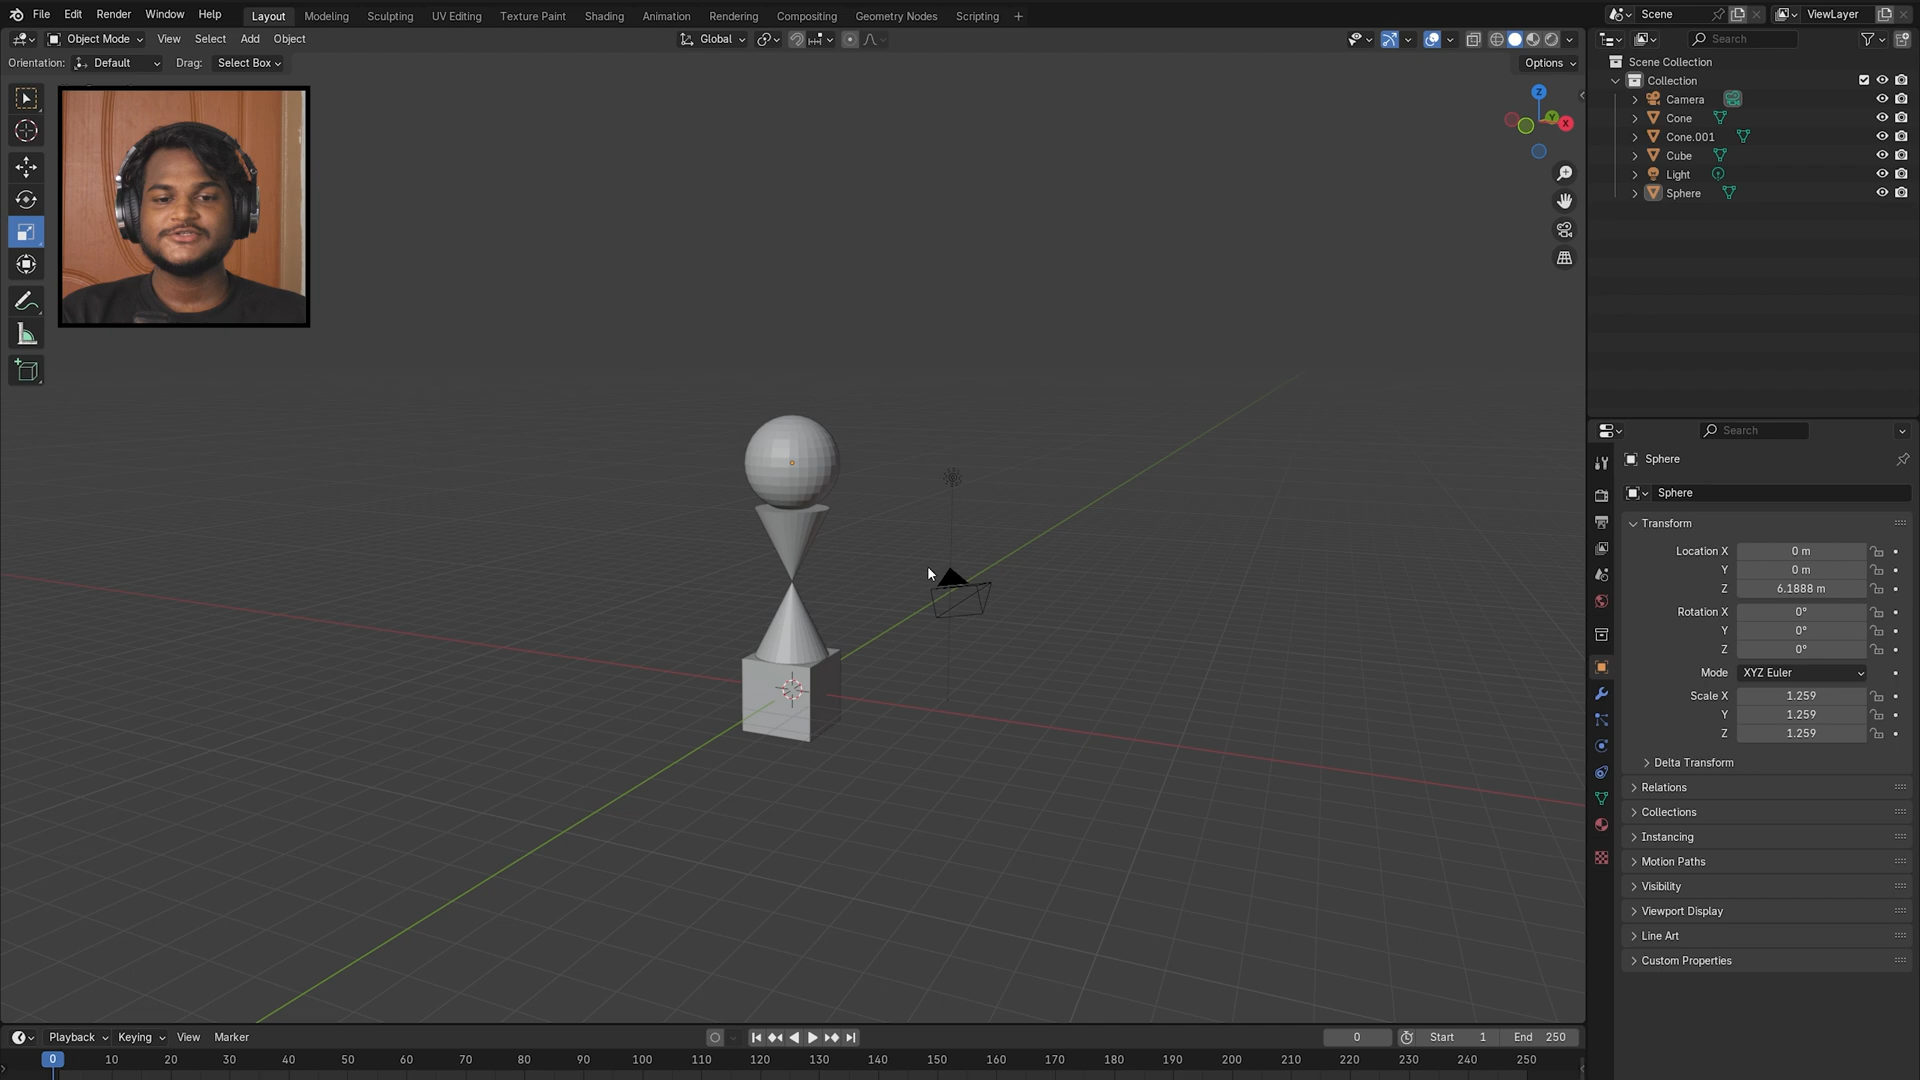 File Edit Render Window Help Layout Modeling Sculpting UV Editing Texture Paint Shading Animation Rendering Compositing Geometry Nodes Scripting + Scene ViewLayer
Object Mode View Select Add Object Global Search
Orientation: Default Drag: Select Box Options
Scene Collection
Collection
Camera
Cone
Cone.001
Cube
Light
Sphere
Z
Y
X
Search
Sphere
Sphere
Transform
Location X 0 m
Y 0 m
Z 6.1888 m
Rotation X 0°
Y 0°
Z 0°
Mode XYZ Euler
Scale X 1.259
Y 1.259
Z 1.259
Delta Transform
Relations
Collections
Instancing
Motion Paths
Visibility
Viewport Display
Line Art
Custom Properties
Playback Keying View Marker 0 Start 1 End 250
0 10 20 30 40 50 60 70 80 90 100 110 120 130 140 150 160 170 180 190 200 210 220 230 240 250